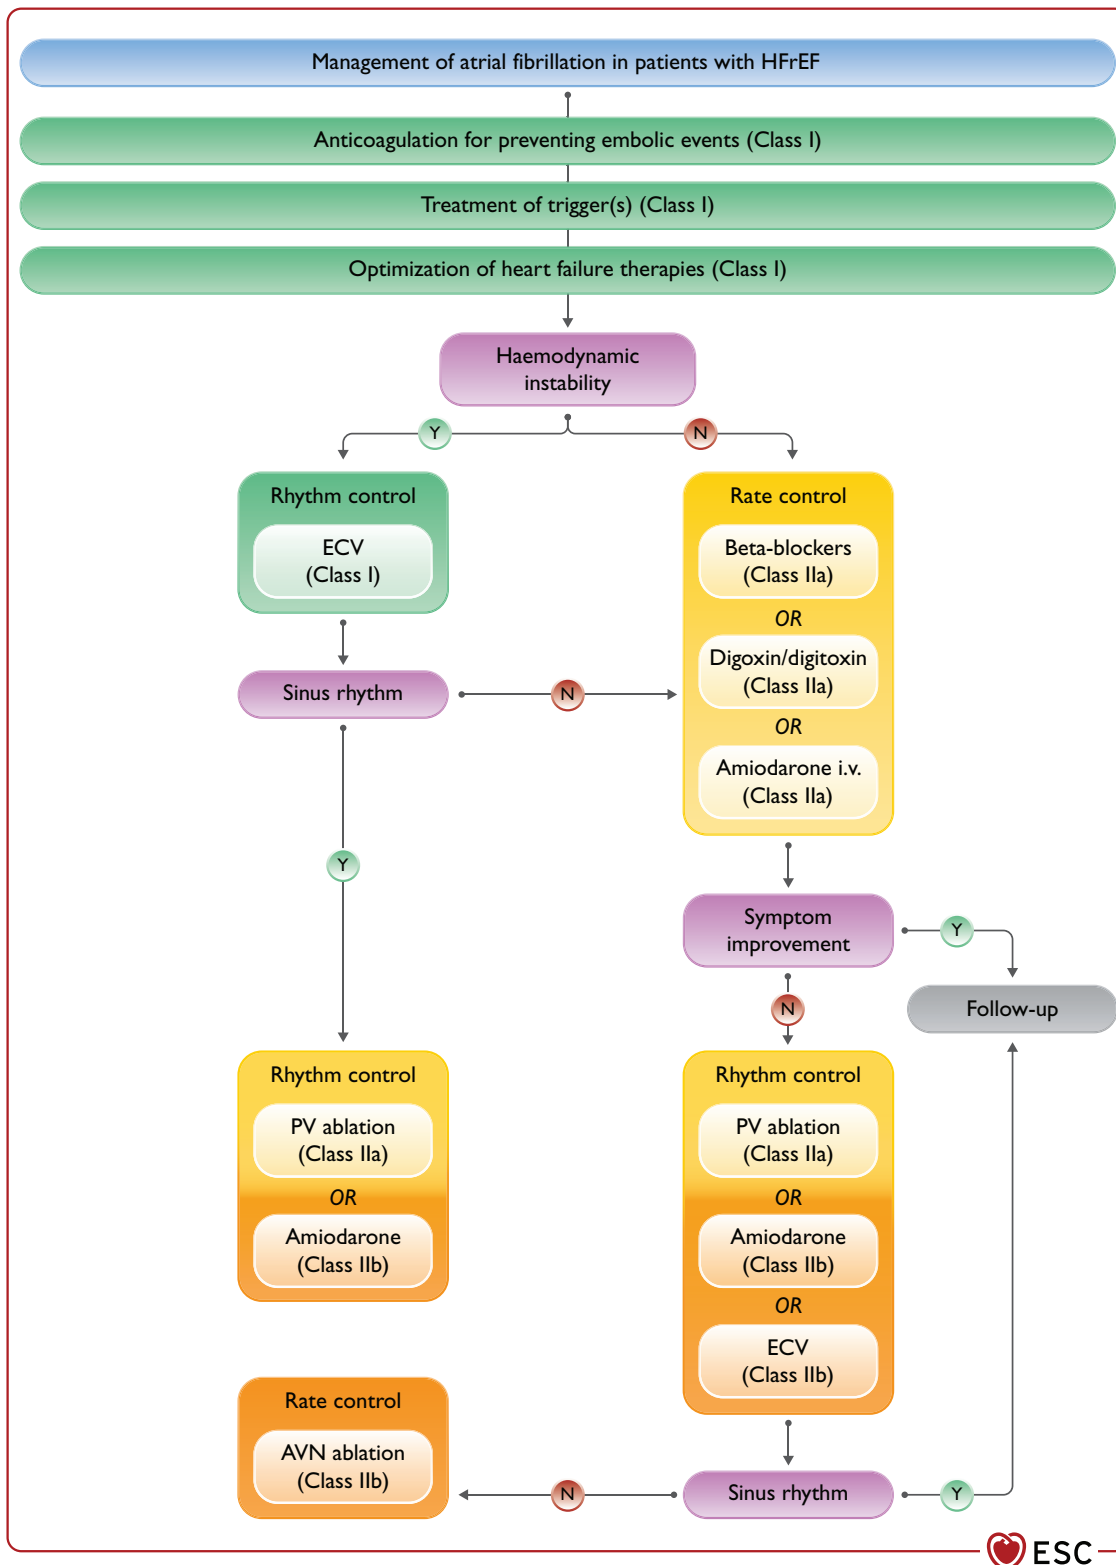 Management of atrial fibrillation in patients with HFrEF
Anticoagulation for preventing embolic events (Class I)
Treatment of trigger(s) (Class I)
Optimization of heart failure therapies (Class I)
Haemodynamic
instability
Y
N
Rhythm control
ECV
(Class I)
Rate control
Beta-blockers
(Class IIa)
OR
Digoxin/digitoxin
(Class IIa)
OR
Amiodarone i.v.
(Class IIa)
Sinus rhythm
N
Y
Symptom
improvement
Y
N
Follow-up
Rhythm control
PV ablation
(Class IIa)
OR
Amiodarone
(Class IIb)
Rhythm control
PV ablation
(Class IIa)
OR
Amiodarone
(Class IIb)
OR
ECV
(Class IIb)
Rate control
AVN ablation
(Class IIb)
N
Sinus rhythm
Y
ESC